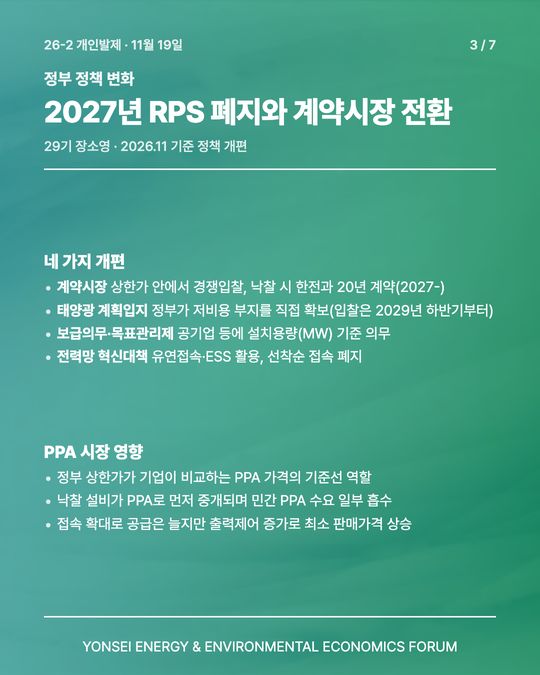 26-2 개인발제 · 11월 19일
3 / 7
정부 정책 변화
2027년 RPS 폐지와 계약시장 전환
29기 장소영 · 2026.11 기준 정책 개편
네 가지 개편
• 계약시장 상한가 안에서 경쟁입찰, 낙찰 시 한전과 20년 계약(2027-)
• 태양광 계획입지 정부가 저비용 부지를 직접 확보(입찰은 2029년 하반기부터)
• 보급의무·목표관리제 공기업 등에 설치용량(MW) 기준 의무
• 전력망 혁신대책 유연접속·ESS 활용, 선착순 접속 폐지
PPA 시장 영향
• 정부 상한가가 기업이 비교하는 PPA 가격의 기준선 역할
• 낙찰 설비가 PPA로 먼저 중개되며 민간 PPA 수요 일부 흡수
• 접속 확대로 공급은 늘지만 출력제어 증가로 최소 판매가격 상승
YONSEI ENERGY & ENVIRONMENTAL ECONOMICS FORUM